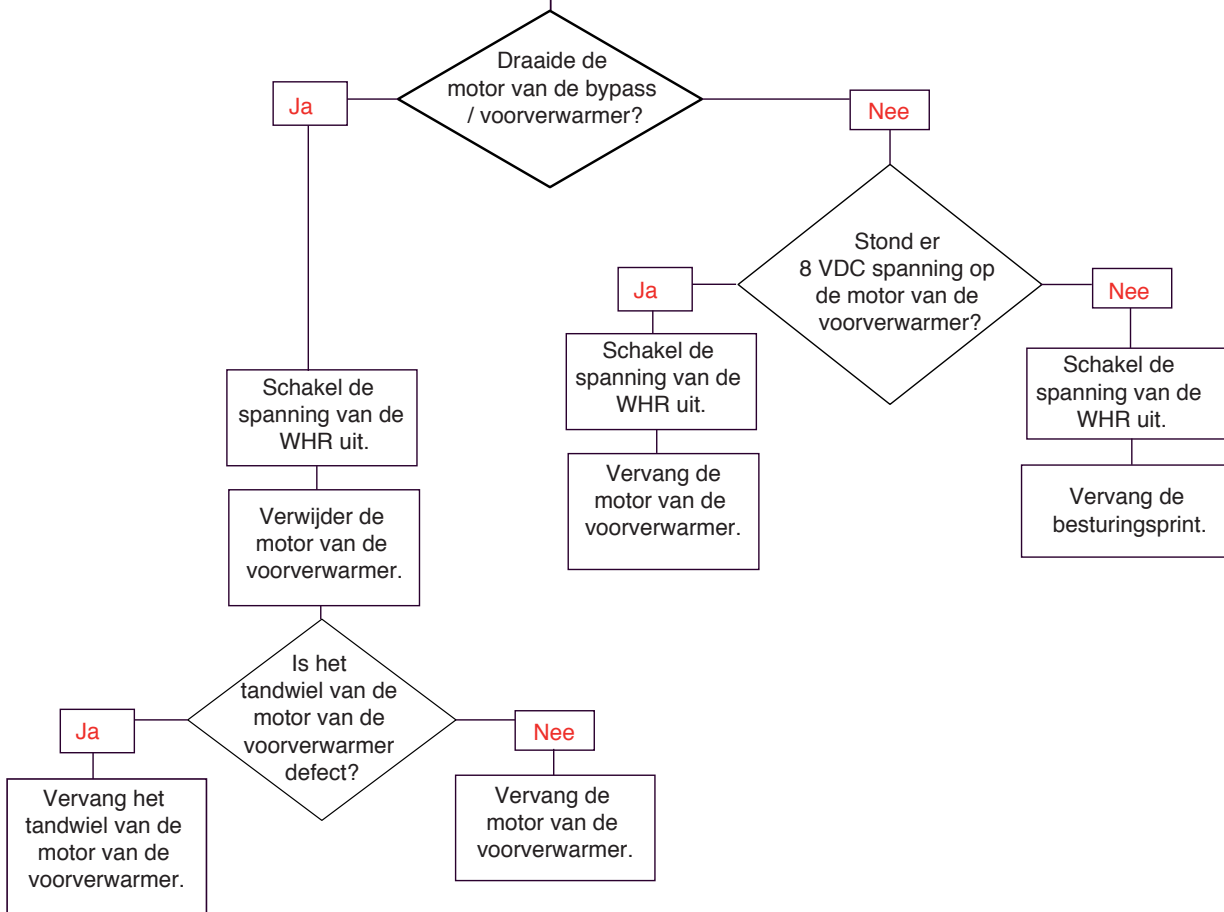 Draaide de
motor van de bypass
/ voorverwarmer?
Ja
Nee
Stond er
8 VDC spanning op
de motor van de
voorverwarmer?
Ja
Nee
Schakel de
spanning van de
WHR uit.
Schakel de
spanning van de
WHR uit.
Schakel de
spanning van de
WHR uit.
Vervang de
motor van de
voorverwarmer.
Vervang de
besturingsprint.
Verwijder de
motor van de
voorverwarmer.
Is het
tandwiel van de
motor van de
voorverwarmer
defect?
Ja
Nee
Vervang het
tandwiel van de
motor van de
voorverwarmer.
Vervang de
motor van de
voorverwarmer.